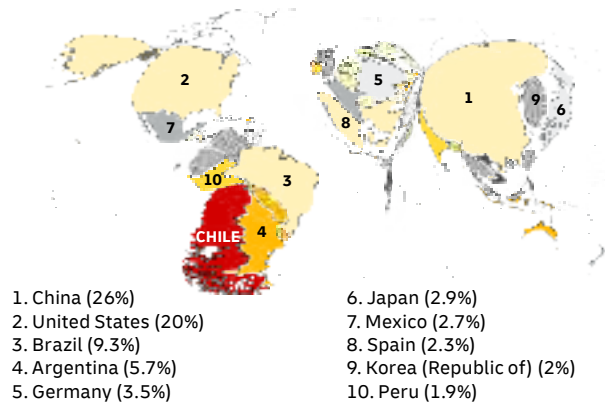 2
5
1
9
6
7
8
10
3
CHILE
4
1. China (26%)
2. United States (20%)
3. Brazil (9.3%)
4. Argentina (5.7%)
5. Germany (3.5%)
6. Japan (2.9%)
7. Mexico (2.7%)
8. Spain (2.3%)
9. Korea (Republic of) (2%)
10. Peru (1.9%)